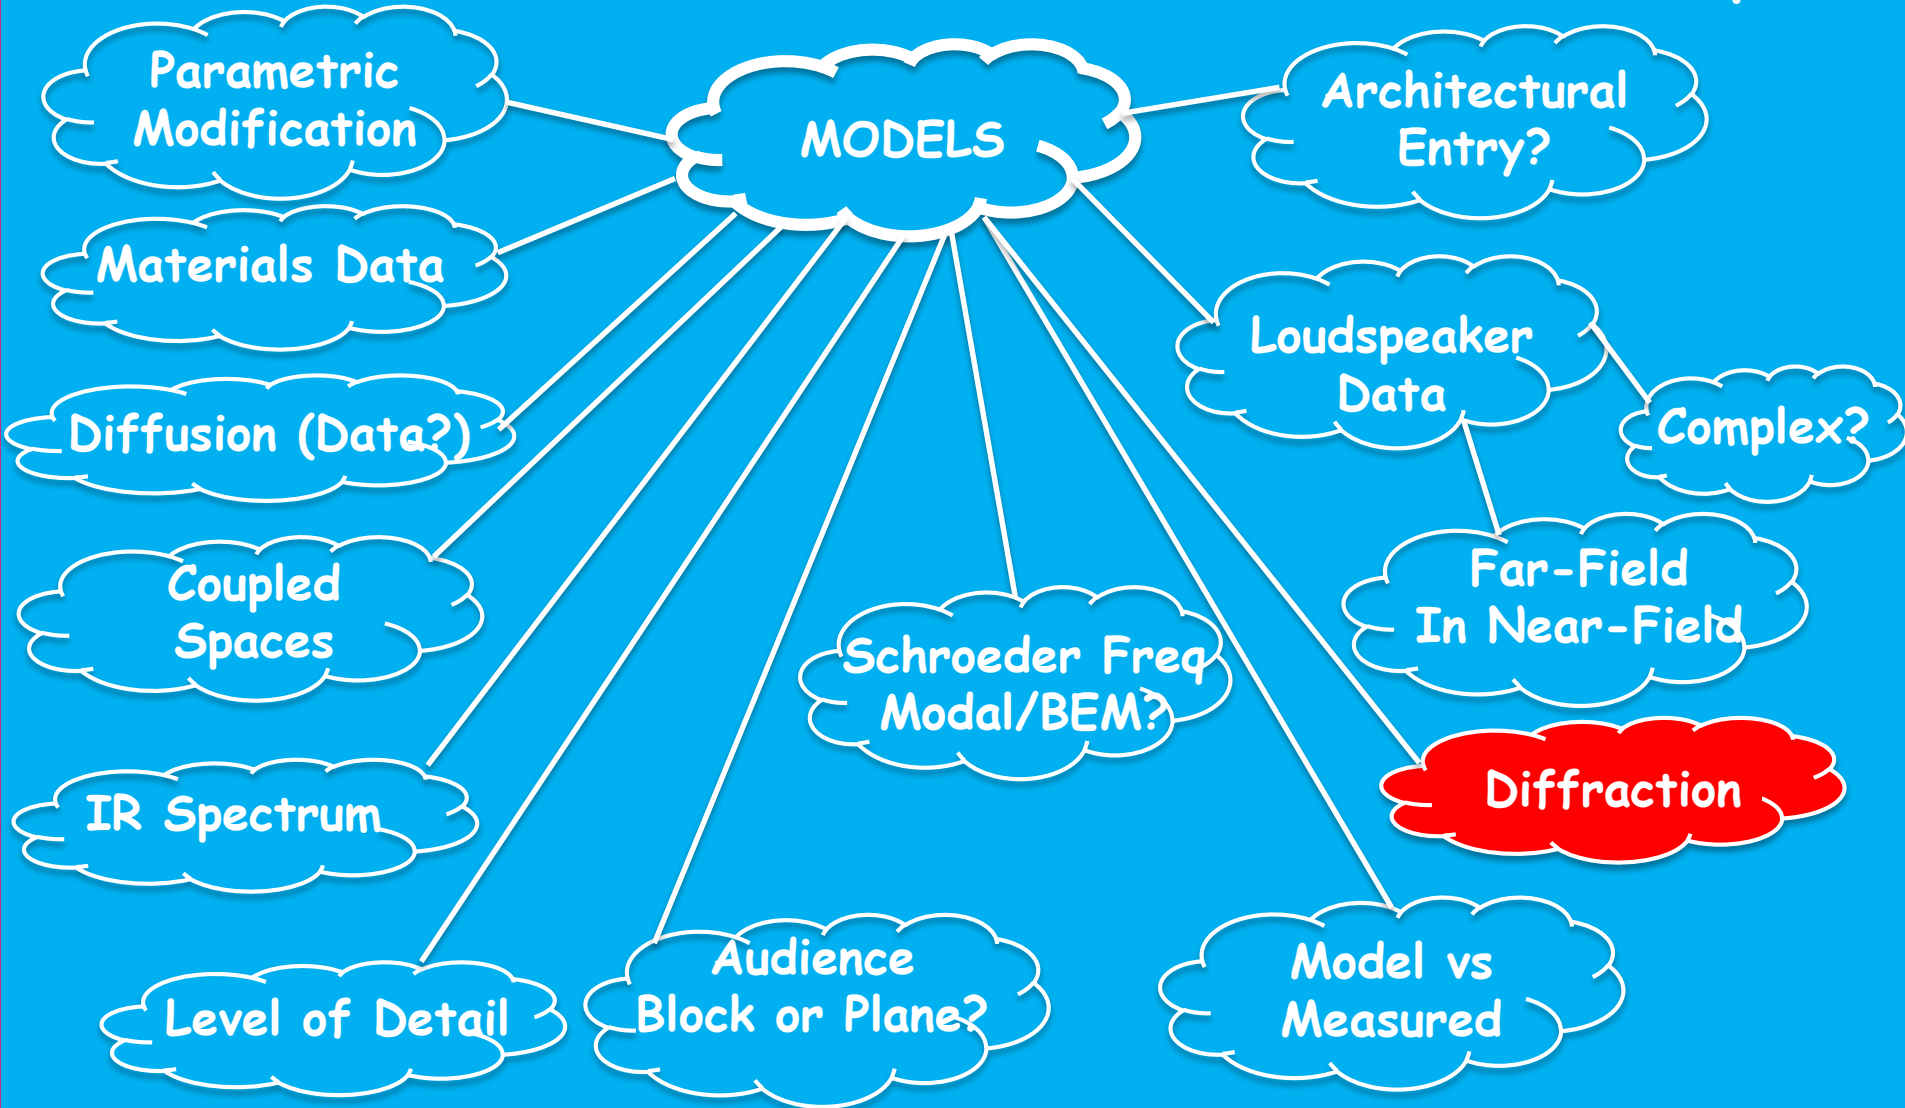 Parametric
Modification
MODELS
Architectural
Entry?
Materials Data
Loudspeaker
Data
Diffusion (Data?)
Complex?
Coupled
Spaces
Far-Field
In Near-Field
Schroeder Freq
Modal/BEM?
IR Spectrum
Diffraction
Level of Detail
Audience
Block or Plane?
Model vs
Measured